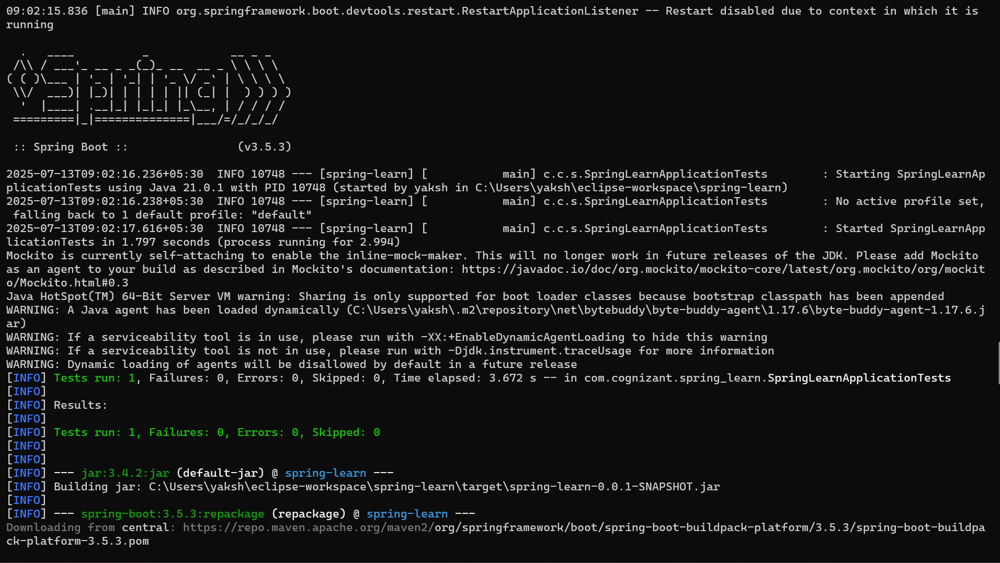 09:02:15.836 [main] INFO org.springframework.boot.devtools.restart.RestartApplicationListener -- Restart disabled due to context in which it is
running

  .   ____          _            __ _ _
 /\\ / ___'_ __ _ _(_)_ __  __ _ \ \ \ \
( ( )\___ | '_ | '_| | '_ \/ _` | \ \ \ \
 \\/  ___)| |_)| | | | | || (_| |  ) ) ) )
  '  |____| .__|_| |_|_| |_\__, | / / / /
 =========|_|==============|___/=/_/_/_/

 :: Spring Boot ::                (v3.5.3)

2025-07-13T09:02:16.236+05:30  INFO 10748 --- [spring-learn] [           main] c.c.s.SpringLearnApplicationTests        : Starting SpringLearnAp
plicationTests using Java 21.0.1 with PID 10748 (started by yaksh in C:\Users\yaksh\eclipse-workspace\spring-learn)
2025-07-13T09:02:16.238+05:30  INFO 10748 --- [spring-learn] [           main] c.c.s.SpringLearnApplicationTests        : No active profile set,
 falling back to 1 default profile: "default"
2025-07-13T09:02:17.616+05:30  INFO 10748 --- [spring-learn] [           main] c.c.s.SpringLearnApplicationTests        : Started SpringLearnApp
licationTests in 1.797 seconds (process running for 2.994)
Mockito is currently self-attaching to enable the inline-mock-maker. This will no longer work in future releases of the JDK. Please add Mockito
as an agent to your build as described in Mockito's documentation: https://javadoc.io/doc/org.mockito/mockito-core/latest/org.mockito/org/mockit
o/Mockito.html#0.3
Java HotSpot(TM) 64-Bit Server VM warning: Sharing is only supported for boot loader classes because bootstrap classpath has been appended
WARNING: A Java agent has been loaded dynamically (C:\Users\yaksh\.m2\repository\net\bytebuddy\byte-buddy-agent\1.17.6\byte-buddy-agent-1.17.6.j
ar)
WARNING: If a serviceability tool is in use, please run with -XX:+EnableDynamicAgentLoading to hide this warning
WARNING: If a serviceability tool is not in use, please run with -Djdk.instrument.traceUsage for more information
WARNING: Dynamic loading of agents will be disallowed by default in a future release
[INFO] Tests run: 1, Failures: 0, Errors: 0, Skipped: 0, Time elapsed: 3.672 s -- in com.cognizant.spring_learn.SpringLearnApplicationTests
[INFO]
[INFO] Results:
[INFO]
[INFO] Tests run: 1, Failures: 0, Errors: 0, Skipped: 0
[INFO]
[INFO]
[INFO] --- jar:3.4.2:jar (default-jar) @ spring-learn ---
[INFO] Building jar: C:\Users\yaksh\eclipse-workspace\spring-learn\target\spring-learn-0.0.1-SNAPSHOT.jar
[INFO]
[INFO] --- spring-boot:3.5.3:repackage (repackage) @ spring-learn ---
Downloading from central: https://repo.maven.apache.org/maven2/org/springframework/boot/spring-boot-buildpack-platform/3.5.3/spring-boot-buildpa
ck-platform-3.5.3.pom